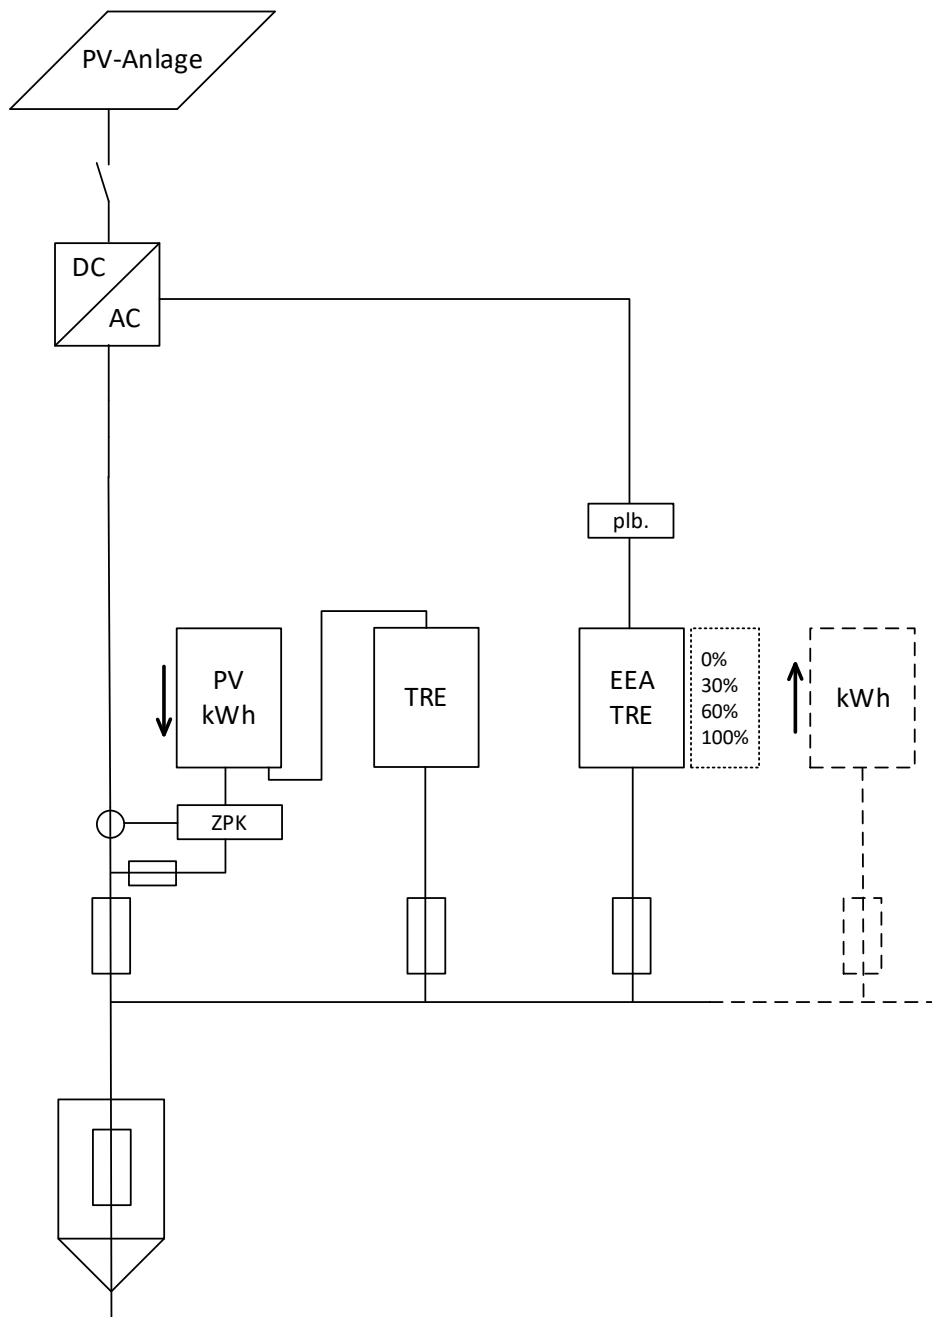 PV-Anlage
DC
AC
plb.
PV
kWh
TRE
EEA
TRE
0%
30%
60%
100%
kWh
ZPK